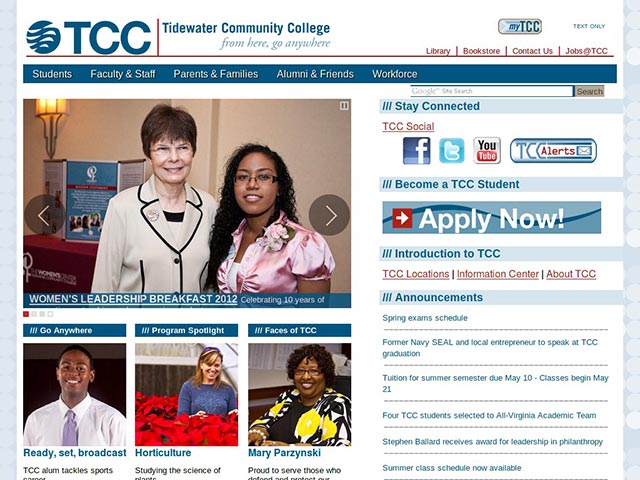 TCC
Tidewater Community College
from here, go anywhere
myTCC
TEXT ONLY
Library | Bookstore | Contact Us | Jobs@TCC
Students Faculty & Staff Parents & Families Alumni & Friends Workforce
Google™ Site Search Search
WOMEN'S LEADERSHIP BREAKFAST 2012 Celebrating 10 years of
/// Go Anywhere
Ready, set, broadcast
TCC alum tackles sports
career
/// Program Spotlight
Horticulture
Studying the science of
plants
/// Faces of TCC
Mary Parzynski
Proud to serve those who
defend and protect our
/// Stay Connected
TCC Social
f
t
You
Tube
TCC Alerts
/// Become a TCC Student
Apply Now!
/// Introduction to TCC
TCC Locations | Information Center | About TCC
/// Announcements
Spring exams schedule
Former Navy SEAL and local entrepreneur to speak at TCC
graduation
Tuition for summer semester due May 10 - Classes begin May
21
Four TCC students selected to All-Virginia Academic Team
Stephen Ballard receives award for leadership in philanthropy
Summer class schedule now available